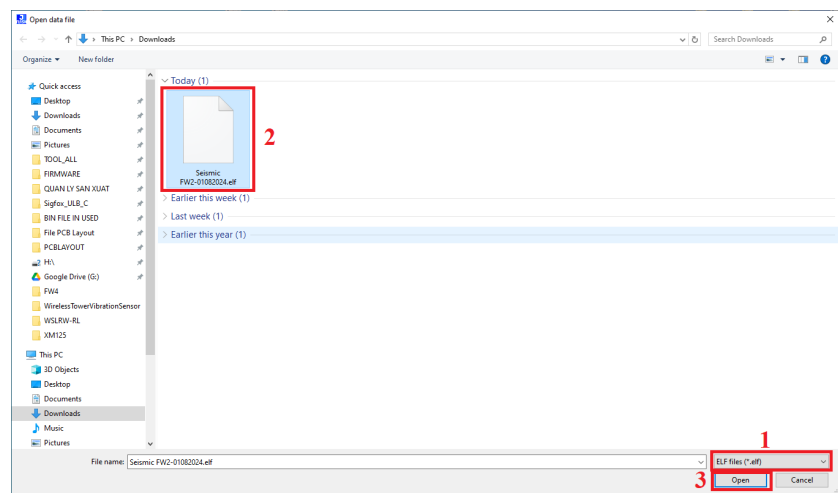 Open data file
This PC > Downloads
Search Downloads
Organize
New folder
Quick access
Desktop
Downloads
Documents
Pictures
TOOL_ALL
FIRMWARE
QUAN LY SAN XUAT
Sigfox_ULB_C
BIN FILE IN USED
File PCB Layout
PCBLAYOUT
H:\
Google Drive (G:)
FW4
WirelessTowerVibrationSensor
WSLRW-RL
XM125
This PC
3D Objects
Desktop
Documents
Downloads
Music
Pictures
Today (1)
Seismic
FW2-01082024.elf
2
Earlier this week (1)
Last week (1)
Earlier this year (1)
1
File name:
Seismic FW2-01082024.elf
ELF files (*.elf)
3
Open
Cancel